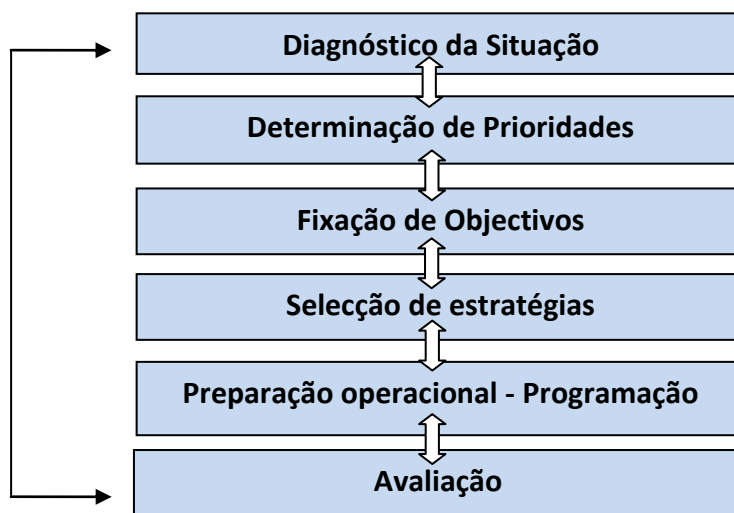 Diagnóstico da Situação
Determinação de Prioridades
Fixação de Objectivos
Selecção de estratégias
Preparação operacional - Programação
Avaliação